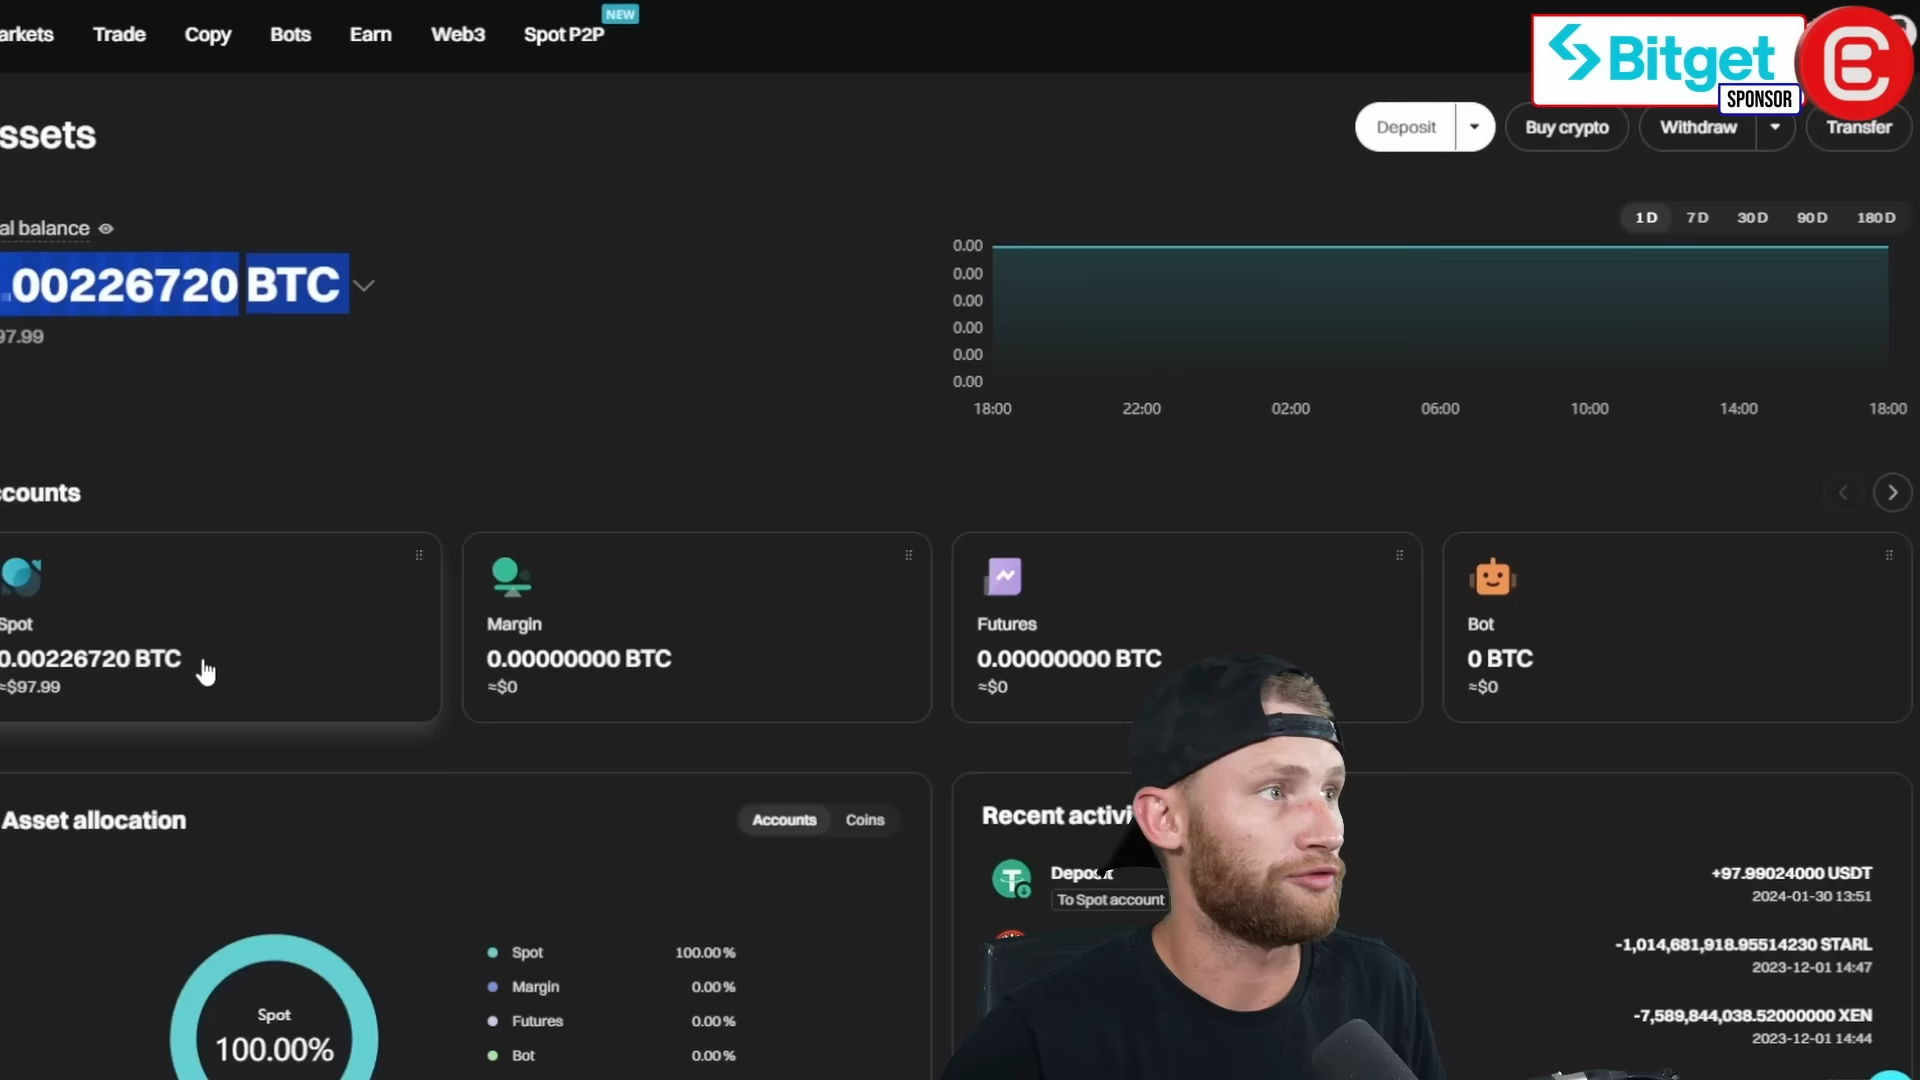 arkets Trade Copy Bots Earn Web3 Spot P2P NEW
Bitget
SPONSOR
ssets
Deposit Buy crypto Withdraw Transfer
al balance
1D 7D 30D 90D 180D
.00226720 BTC
97.99
0.00
0.00
0.00
0.00
0.00
0.00
18:00 22:00 02:00 06:00 10:00 14:00 18:00
ccounts
Spot
0.00226720 BTC
≈$97.99
Margin
0.00000000 BTC
≈$0
Futures
0.00000000 BTC
≈$0
Bot
0 BTC
≈$0
Asset allocation
Accounts Coins
Spot
100.00%
Spot 100.00%
Margin 0.00%
Futures 0.00%
Bot 0.00%
Recent activi
Deposit
To Spot account
+97.99024000 USDT
2024-01-30 13:51
-1,014,681,918.95514230 STARL
2023-12-01 14:47
-7,589,844,038.52000000 XEN
2023-12-01 14:44